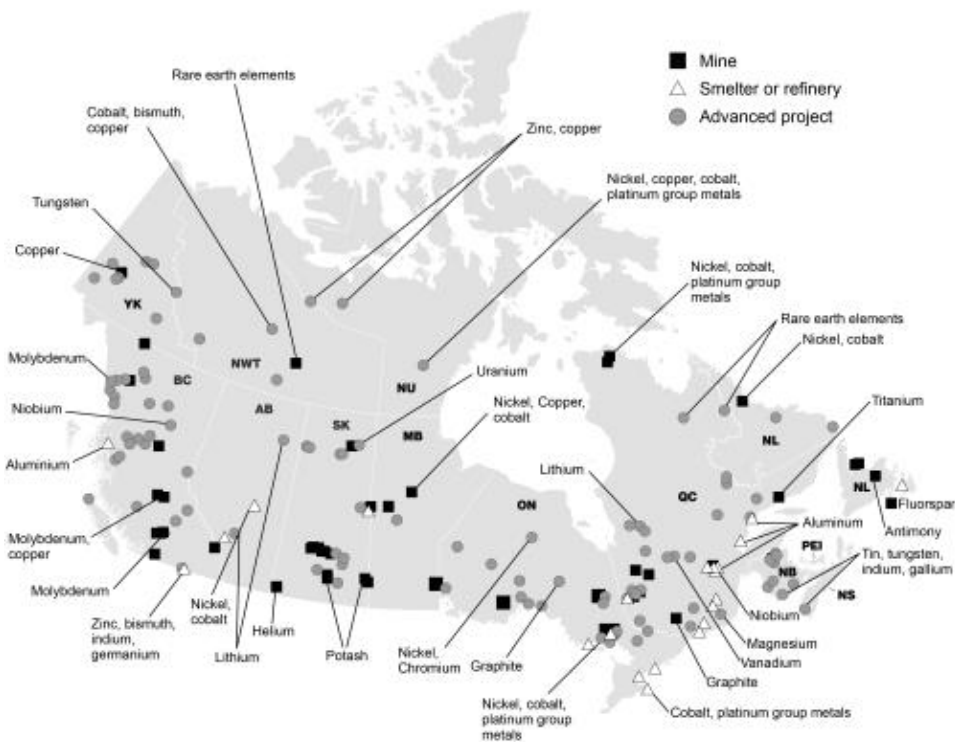 Mine
Smelter or refinery
Advanced project
Rare earth elements
Cobalt, bismuth,
copper
Zinc, copper
Nickel, copper, cobalt,
platinum group metals
Tungsten
Copper
Nickel, cobalt,
platinum group
metals
YK
Rare earth elements
Nickel, cobalt
Molybdenum
NWT
BC
NU
Uranium
AB
Nickel, Copper,
cobalt
Titanium
Niobium
SK
MB
NL
Aluminium
Lithium
ON
QC
NL
Fluorspar
Molybdenum,
copper
Aluminum
Antimony
PEI
Tin, tungsten,
indium, gallium
NB
NS
Molybdenum
Zinc, bismuth,
indium,
germanium
Nickel,
cobalt
Helium
Lithium
Potash
Nickel,
Chromium
Graphite
Niobium
Magnesium
Vanadium
Graphite
Nickel, cobalt,
platinum group
metals
Cobalt, platinum group metals